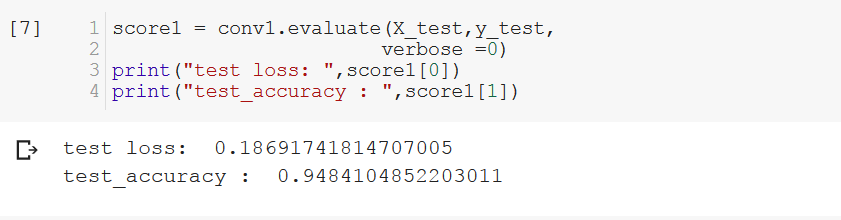 [7] 1 score1 = conv1.evaluate(X_test,y_test,
2 verbose =0)
3 print("test loss: ",score1[0])
4 print("test_accuracy : ",score1[1])
test loss:  0.18691741814707005
test_accuracy :  0.9484104852203011